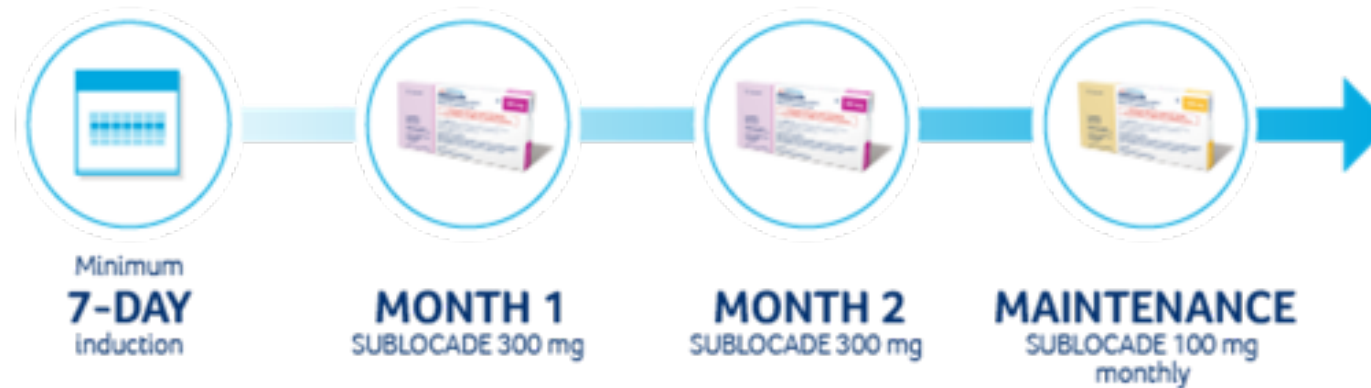 Minimum
7-DAY
induction
MONTH 1
SUBLOCADE 300 mg
MONTH 2
SUBLOCADE 300 mg
MAINTENANCE
SUBLOCADE 100 mg
monthly